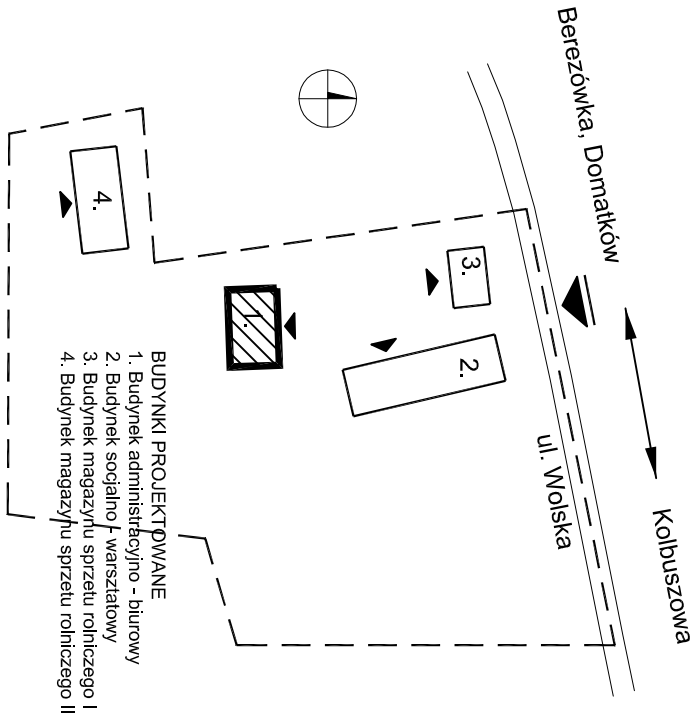 Berezówka, Domatków
Kolbuszowa
ul. Wolska
3.
2.
1.
4.
BUDYNKI PROJEKTOWANE
1. Budynek administracyjno - biurowy
2. Budynek socjalno - warsztatowy
3. Budynek magazynu sprzetu rolniczego I
4. Budynek magazynu sprzetu rolniczego II